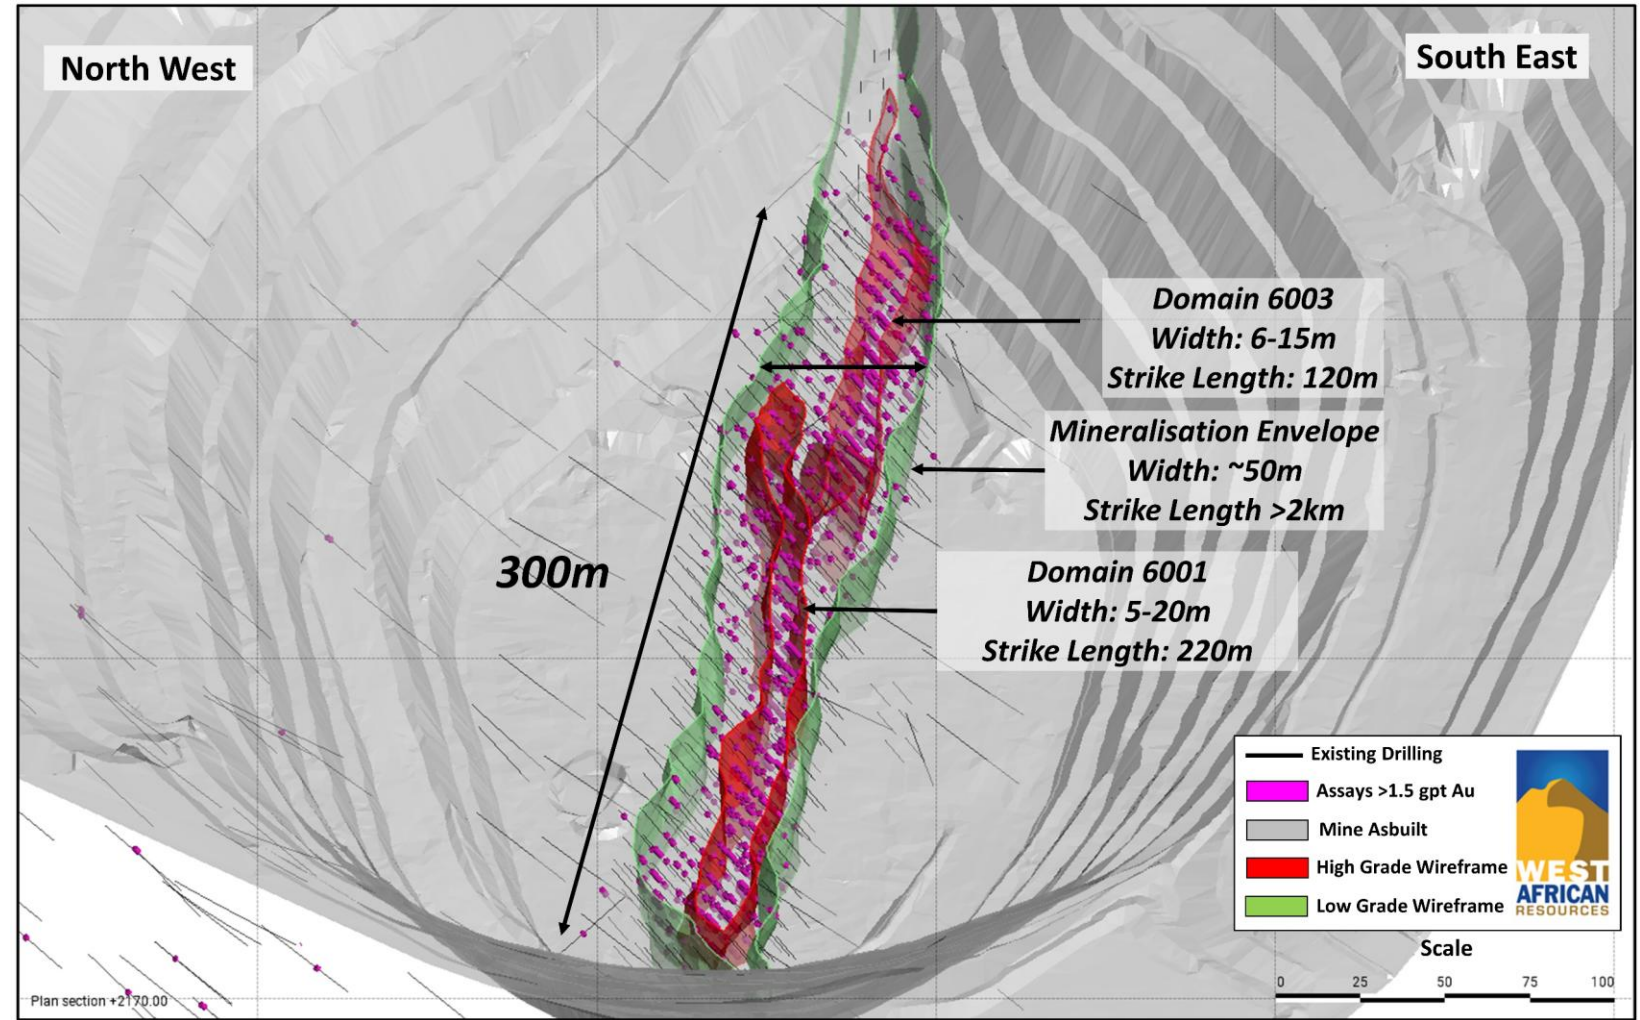 North West
South East
Domain 6003
Width: 6-15m
Strike Length: 120m
Mineralisation Envelope
Width: ~50m
Strike Length >2km
300m
Domain 6001
Width: 5-20m
Strike Length: 220m
Existing Drilling
Assays >1.5 gpt Au
Mine Asbuilt
High Grade Wireframe
Low Grade Wireframe
WEST
AFRICAN
RESOURCES
Scale
0 25 50 75 100
Plan section +2170.00